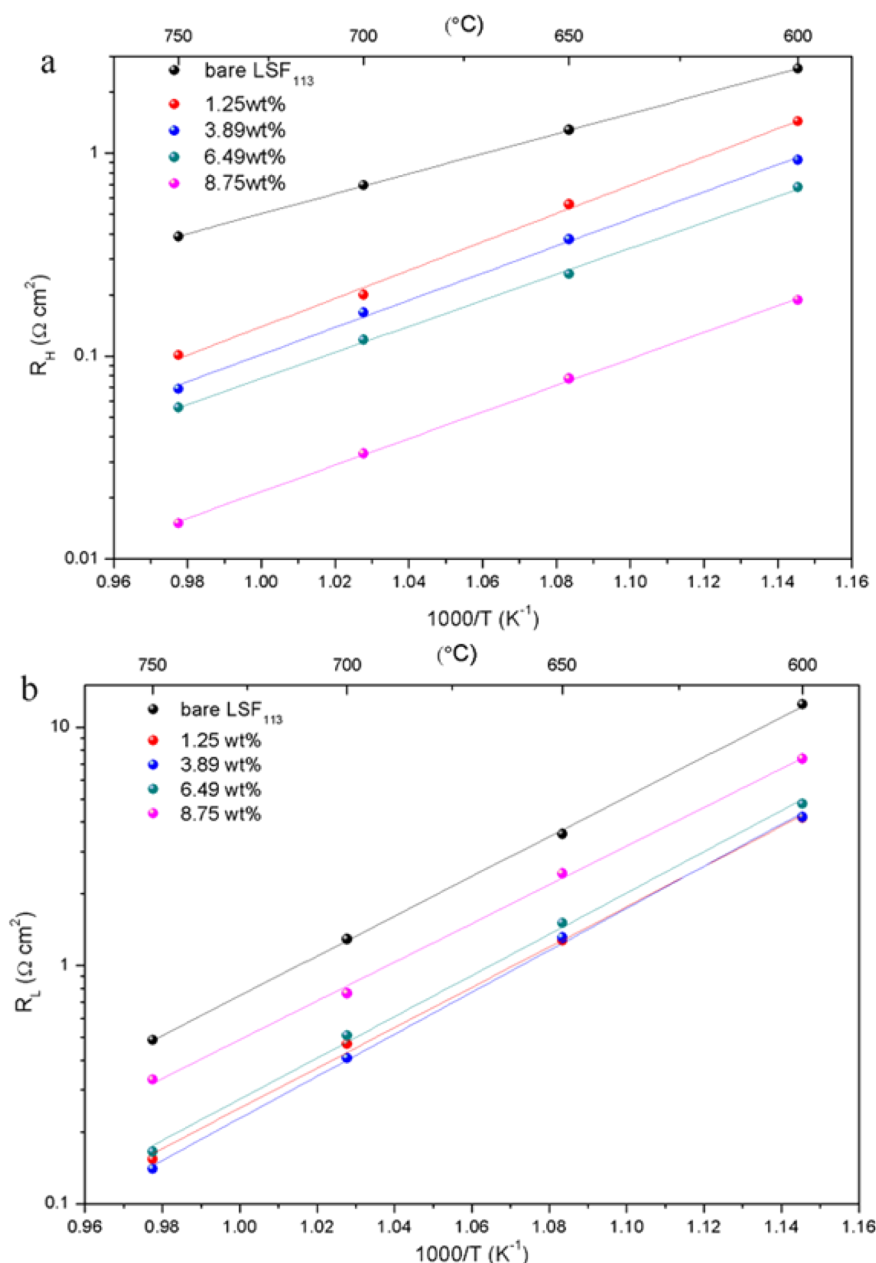 (°C)
750 700 650 600
a
bare LSF113
1.25wt%
3.89wt%
6.49wt%
8.75wt%
1
0.1
0.01
R_H (Ω cm²)
0.96 0.98 1.00 1.02 1.04 1.06 1.08 1.10 1.12 1.14 1.16
1000/T (K⁻¹)
(°C)
750 700 650 600
b
bare LSF113
1.25 wt%
3.89 wt%
6.49 wt%
8.75 wt%
10
1
0.1
R_L (Ω cm²)
0.96 0.98 1.00 1.02 1.04 1.06 1.08 1.10 1.12 1.14 1.16
1000/T (K⁻¹)